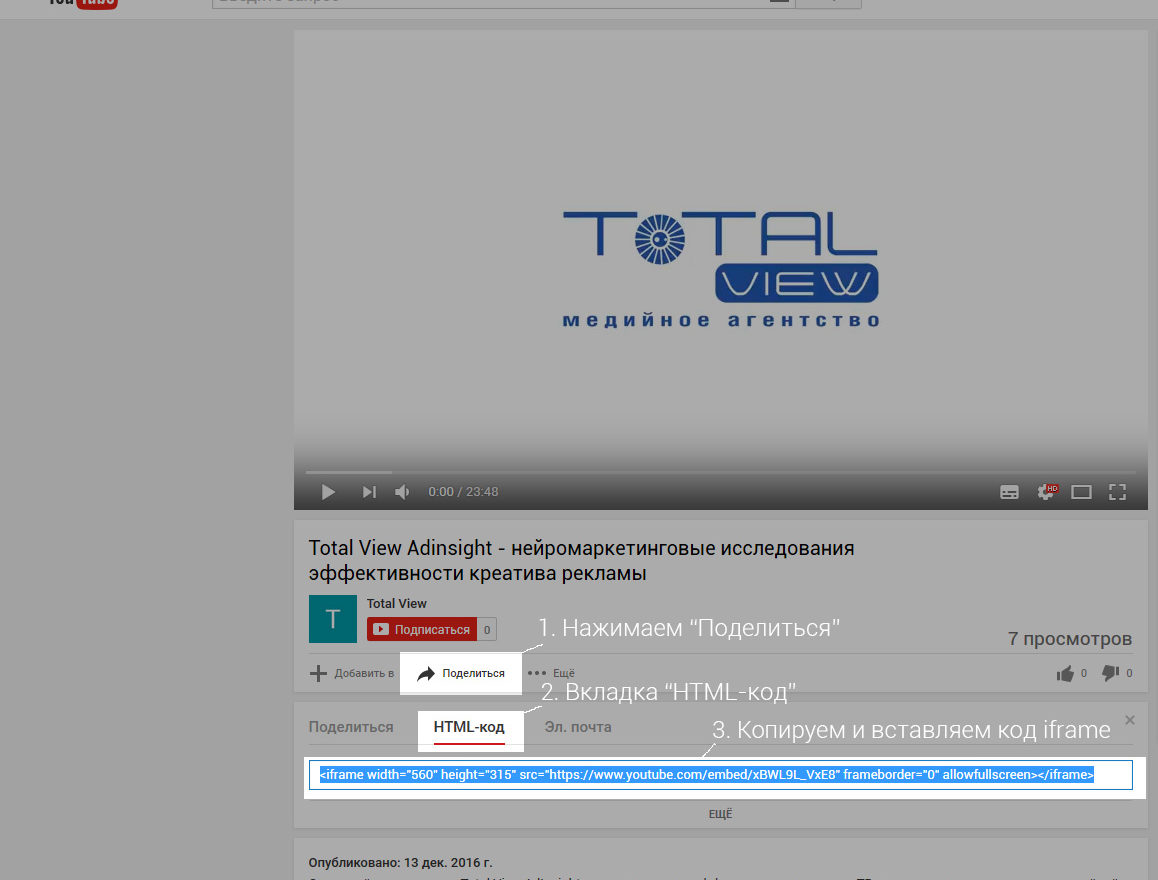 YouTube
Введите запрос
TOTAL
VIEW
медийное агентство
0:00 / 23:48
HD
Total View Adinsight - нейромаркетинговые исследования
эффективности креатива рекламы
T
Total View
Подписаться 0
1. Нажимаем “Поделиться”
7 просмотров
Добавить в
Поделиться
Ещё
0
0
2. Вкладка “HTML-код”
Поделиться
HTML-код
Эл. почта
3. Копируем и вставляем код iframe
<iframe width="560" height="315" src="https://www.youtube.com/embed/xBWL9L_VxE8" frameborder="0" allowfullscreen></iframe>
ЕЩЁ
Опубликовано: 13 дек. 2016 г.